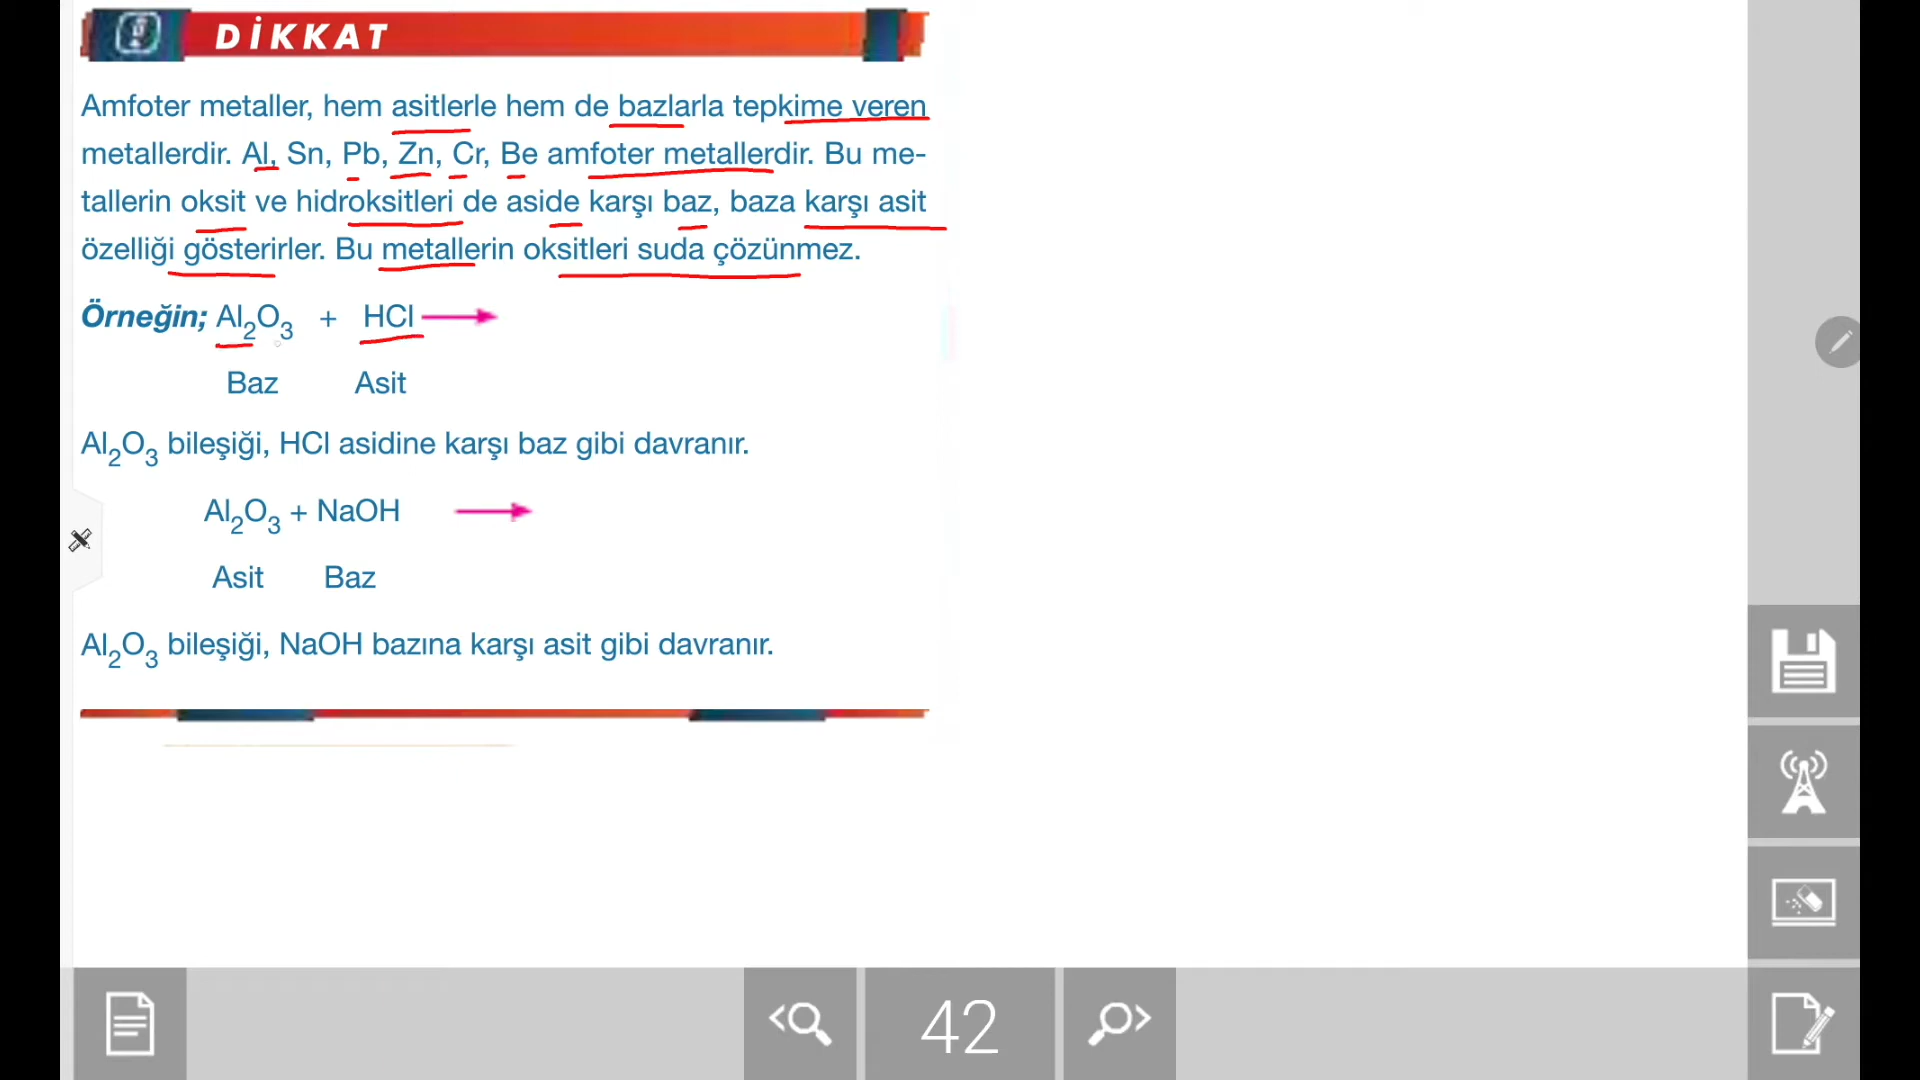 DİKKAT
Amfoter metaller, hem asitlerle hem de bazlarla tepkime veren
metallerdir. Al, Sn, Pb, Zn, Cr, Be amfoter metallerdir. Bu me-
tallerin oksit ve hidroksitleri de aside karşı baz, baza karşı asit
özelliği gösterirler. Bu metallerin oksitleri suda çözünmez.
Örneğin; Al₂O₃ + HCl
Baz Asit
Al₂O₃ bileşiği, HCl asidine karşı baz gibi davranır.
Al₂O₃ + NaOH
Asit Baz
Al₂O₃ bileşiği, NaOH bazına karşı asit gibi davranır.
42